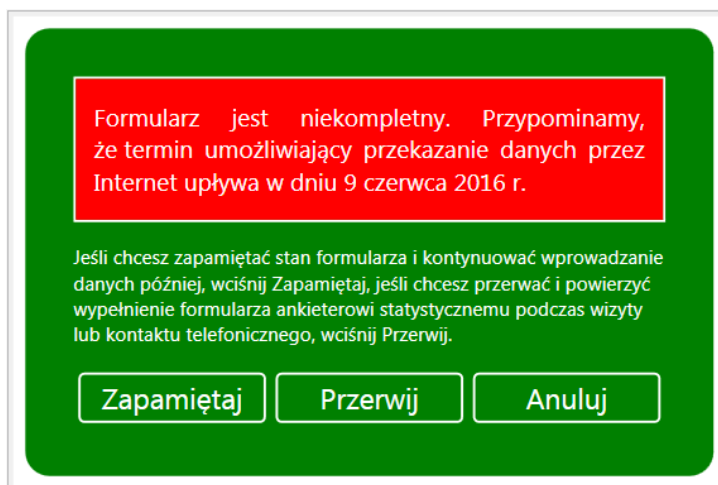 Formularz jest niekompletny. Przypominamy,
że termin umożliwiający przekazanie danych przez
Internet upływa w dniu 9 czerwca 2016 r.
Jeśli chcesz zapamiętać stan formularza i kontynuować wprowadzanie
danych później, wciśnij Zapamiętaj, jeśli chcesz przerwać i powierzyć
wypełnienie formularza ankieterowi statystycznemu podczas wizyty
lub kontaktu telefonicznego, wciśnij Przerwij.
Zapamiętaj Przerwij Anuluj